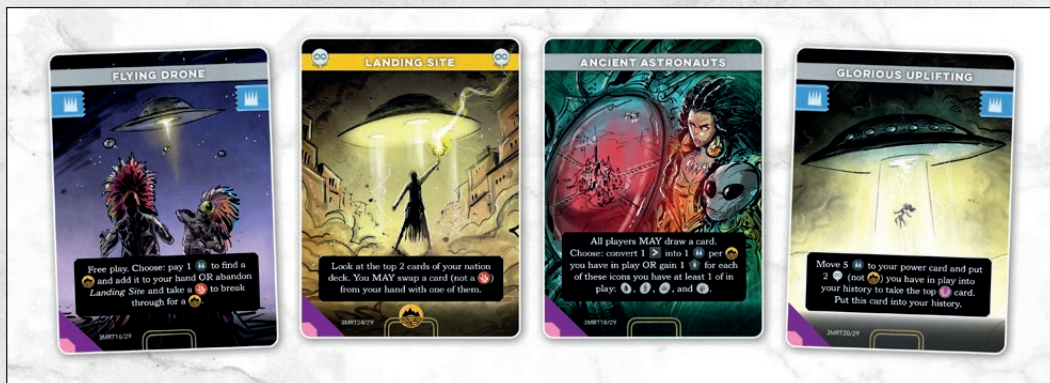 FLYING DRONE
Free play. Choose: pay 1 to find a
and add it to your hand OR abandon
Landing Site and take a to break
through for a .
3MRT16/29
LANDING SITE
Look at the top 2 cards of your nation
deck. You MAY swap a card (not a )
from your hand with one of them.
3MRT24/29
ANCIENT ASTRONAUTS
All players MAY draw a card.
Choose: convert 1 into 1 per
you have in play OR gain 1 for each
of these icons you have at least 1 of in
play: , , , and .
3MRT18/29
GLORIOUS UPLIFTING
Move 5 to your power card and put
2 (not ) you have in play into
your history to take the top card.
Put this card into your history.
3MRT20/29